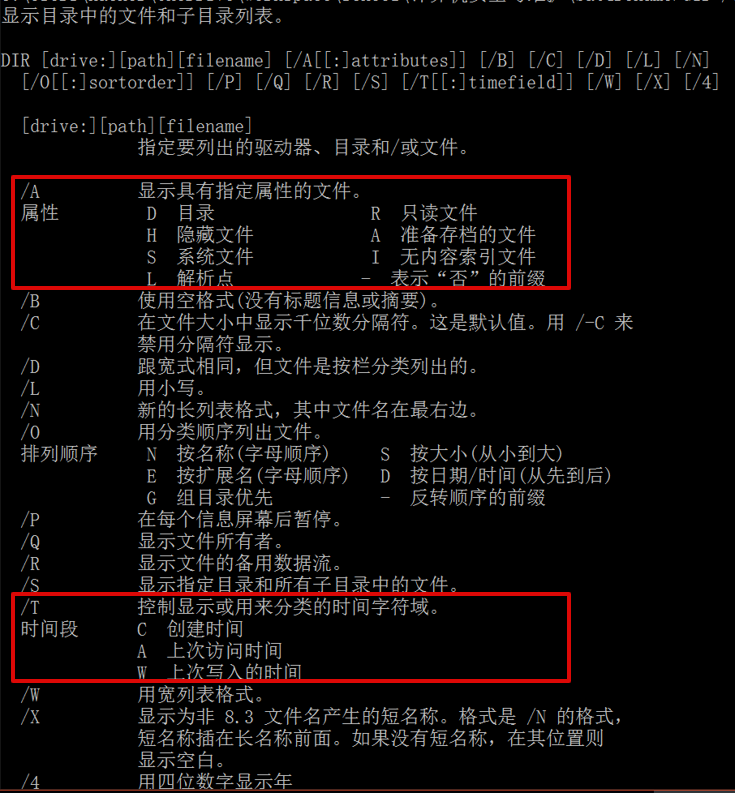 显示目录中的文件和子目录列表。
DIR [drive:][path][filename] [/A[[:]attributes]] [/B] [/C] [/D] [/L] [/N]
[/O[[:]sortorder]] [/P] [/Q] [/R] [/S] [/T[[:]timefield]] [/W] [/X] [/4]
[drive:][path][filename]
指定要列出的驱动器、目录和/或文件。
/A 显示具有指定属性的文件。
属性 D 目录 R 只读文件
H 隐藏文件 A 准备存档的文件
S 系统文件 I 无内容索引文件
L 解析点 - 表示“否”的前缀
/B 使用空格式(没有标题信息或摘要)。
/C 在文件大小中显示千位数分隔符。这是默认值。用 /-C 来
禁用分隔符显示。
/D 跟宽式相同，但文件是按栏分类列出的。
/L 用小写。
/N 新的长列表格式，其中文件名在最右边。
/O 用分类顺序列出文件。
排列顺序 N 按名称(字母顺序) S 按大小(从小到大)
E 按扩展名(字母顺序) D 按日期/时间(从先到后)
G 组目录优先 - 反转顺序的前缀
/P 在每个信息屏幕后暂停。
/Q 显示文件所有者。
/R 显示文件的备用数据流。
/S 显示指定目录和所有子目录中的文件。
/T 控制显示或用来分类的时间字符域。
时间段 C 创建时间
A 上次访问时间
W 上次写入的时间
/W 用宽列表格式。
/X 显示为非 8.3 文件名产生的短名称。格式是 /N 的格式，
短名称插在长名称前面。如果没有短名称，在其位置则
显示空白。
/4 用四位数字显示年